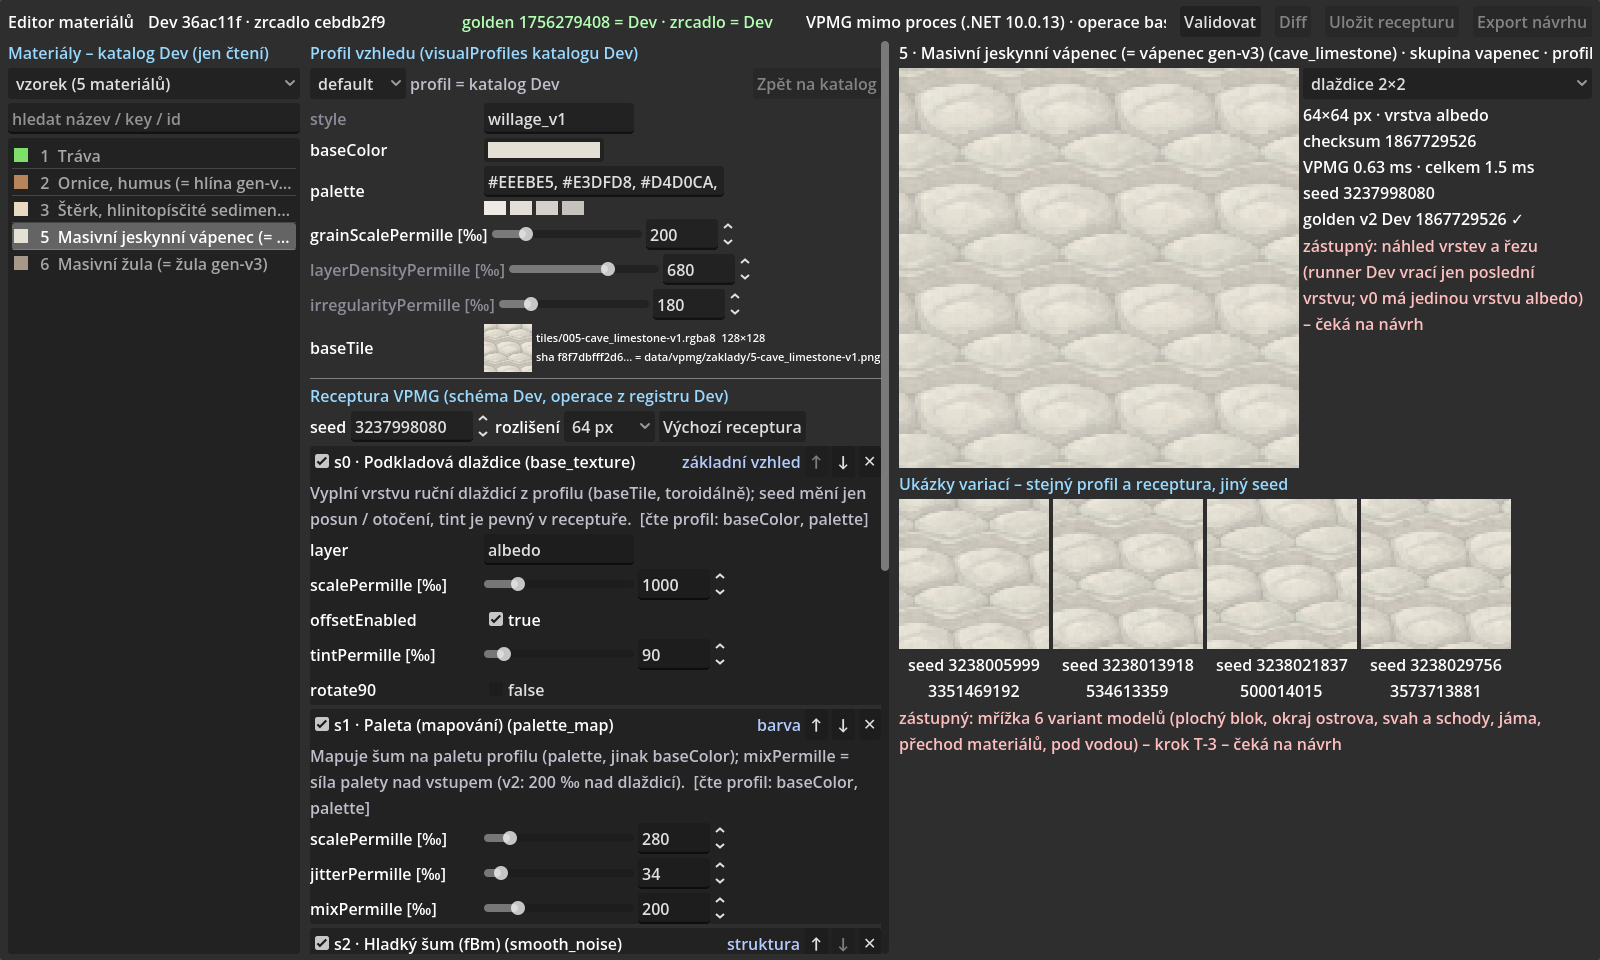 Editor materiálů Dev 36ac11f · zrcadlo cebdb2f9 golden 1756279408 = Dev · zrcadlo = Dev VPMG mimo proces (.NET 10.0.13) · operace bas Validovat Diff Uložit recepturu Export návrhu
Materiály – katalog Dev (jen čtení)
vzorek (5 materiálů)
hledat název / key / id
1 Tráva
2 Ornice, humus (= hlína gen-v...
3 Štěrk, hlinitopísčité sedimen...
5 Masivní jeskynní vápenec (= ...
6 Masivní žula (= žula gen-v3)
Profil vzhledu (visualProfiles katalogu Dev)
default profil = katalog Dev Zpět na katalog
style willage_v1
baseColor
palette #EEEBE5, #E3DFD8, #D4D0CA,
grainScalePermille [‰] 200
layerDensityPermille [‰] 680
irregularityPermille [‰] 180
baseTile
tiles/005-cave_limestone-v1.rgba8 128×128
sha f8f7dbfff2d6... = data/vpmg/zaklady/5-cave_limestone-v1.png
Receptura VPMG (schéma Dev, operace z registru Dev)
seed 3237998080 rozlišení 64 px Výchozí receptura
s0 · Podkladová dlaždice (base_texture) základní vzhled ↑ ↓ ✕
Vyplní vrstvu ruční dlaždicí z profilu (baseTile, toroidálně); seed mění jen
posun / otočení, tint je pevný v receptuře. [čte profil: baseColor, palette]
layer albedo
scalePermille [‰] 1000
offsetEnabled true
tintPermille [‰] 90
rotate90 false
s1 · Paleta (mapování) (palette_map) barva ↑ ↓ ✕
Mapuje šum na paletu profilu (palette, jinak baseColor); mixPermille =
síla palety nad vstupem (v2: 200 ‰ nad dlaždicí). [čte profil: baseColor,
palette]
scalePermille [‰] 280
jitterPermille [‰] 34
mixPermille [‰] 200
s2 · Hladký šum (fBm) (smooth_noise) struktura ↑ ↓ ✕
5 · Masivní jeskynní vápenec (= vápenec gen-v3) (cave_limestone) · skupina vapenec · profil
dlaždice 2×2
64×64 px · vrstva albedo
checksum 1867729526
VPMG 0.63 ms · celkem 1.5 ms
seed 3237998080
golden v2 Dev 1867729526 ✓
zástupný: náhled vrstev a řezu
(runner Dev vrací jen poslední
vrstvu; v0 má jedinou vrstvu albedo)
– čeká na návrh
Ukázky variací – stejný profil a receptura, jiný seed
seed 3238005999
3351469192
seed 3238013918
534613359
seed 3238021837
500014015
seed 3238029756
3573713881
zástupný: mřížka 6 variant modelů (plochý blok, okraj ostrova, svah a schody, jáma,
přechod materiálů, pod vodou) – krok T-3 – čeká na návrh